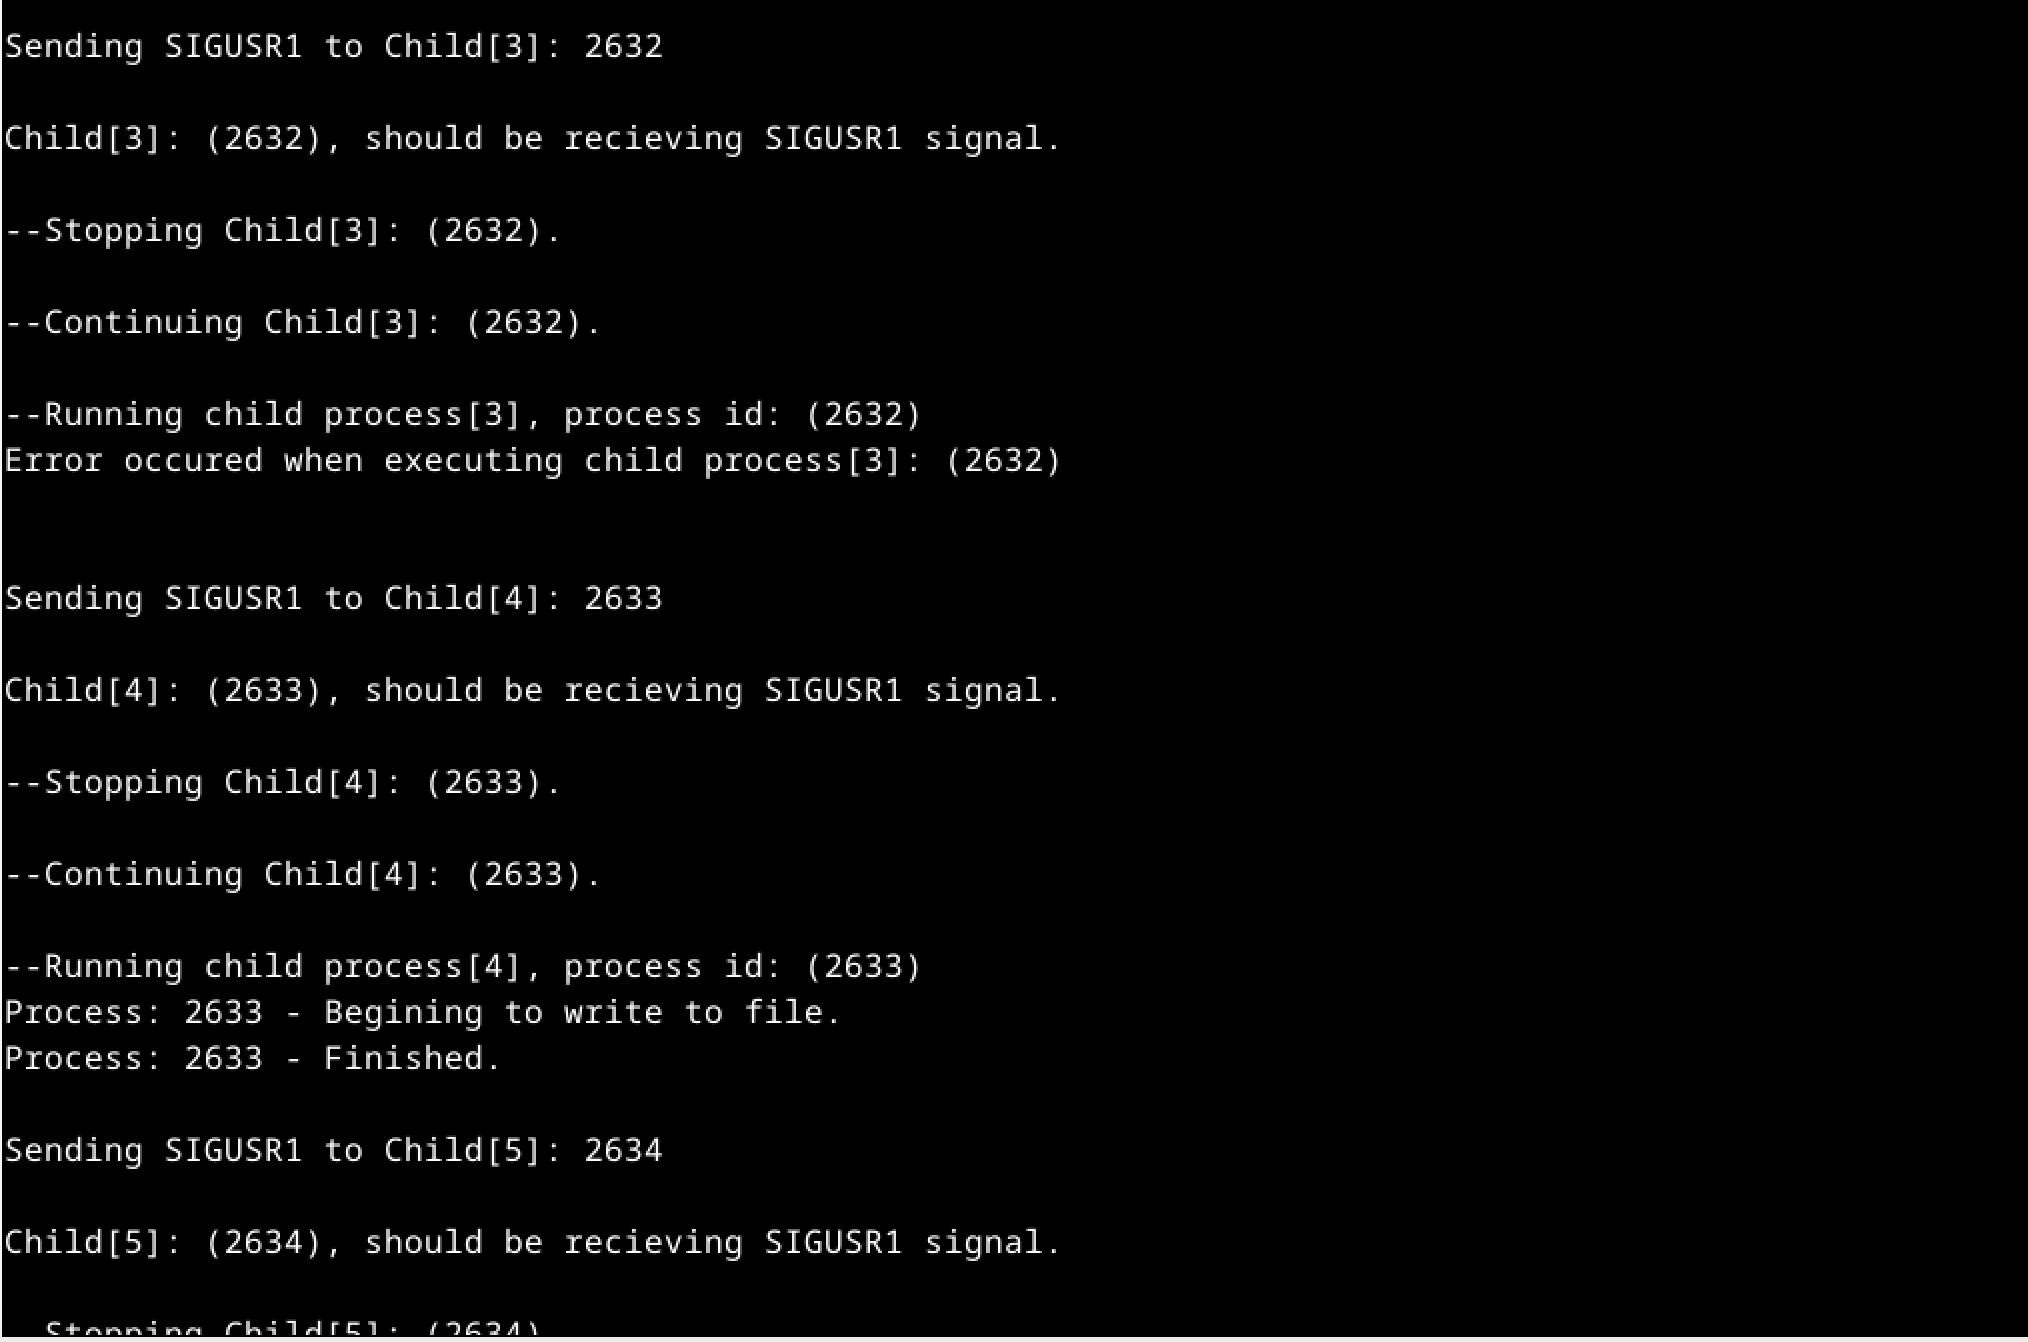 Sending SIGUSR1 to Child[3]: 2632
Child[3]: (2632), should be recieving SIGUSR1 signal.
--Stopping Child[3]: (2632).
--Continuing Child[3]: (2632).
--Running child process[3], process id: (2632)
Error occured when executing child process[3]: (2632)
Sending SIGUSR1 to Child[4]: 2633
Child[4]: (2633), should be recieving SIGUSR1 signal.
--Stopping Child[4]: (2633).
--Continuing Child[4]: (2633).
--Running child process[4], process id: (2633)
Process: 2633 - Begining to write to file.
Process: 2633 - Finished.
Sending SIGUSR1 to Child[5]: 2634
Child[5]: (2634), should be recieving SIGUSR1 signal.
Stopping Child[5]: (2634)